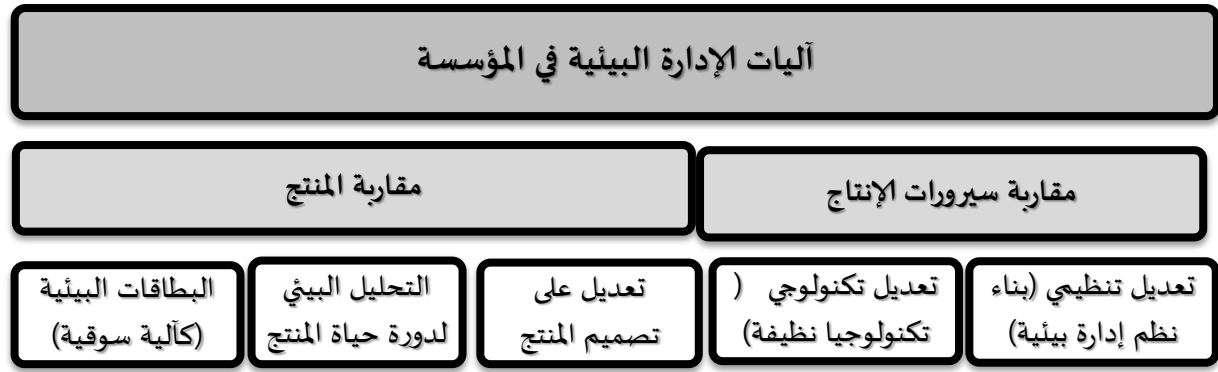 آليات الإدارة البيئية في المؤسسة
مقاربة سيرورات الإنتاج
مقاربة المنتج
تعديل تنظيمي (بناء
نظم إدارة بيئية)
تعديل تكنولوجي (
تكنولوجيا نظيفة)
تعديل على
تصميم المنتج
التحليل البيئي
لدورة حياة المنتج
البطاقات البيئية
(كآلية سوقية)